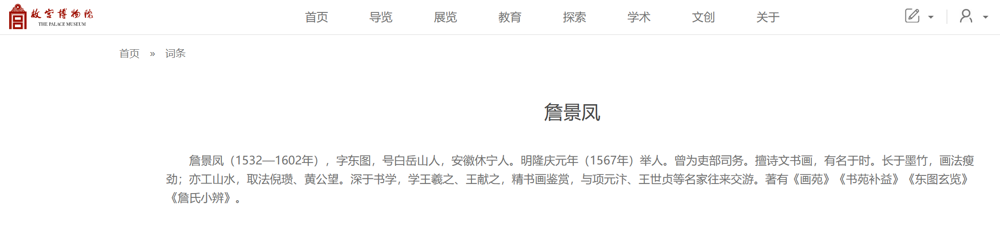 故宫博物院
THE PALACE MUSEUM
首页 导览 展览 教育 探索 学术 文创 关于
首页 » 词条
詹景凤
詹景凤（1532—1602年），字东图，号白岳山人，安徽休宁人。明隆庆元年（1567年）举人。曾为吏部司务。擅诗文书画，有名于时。长于墨竹，画法瘦
劲；亦工山水，取法倪瓒、黄公望。深于书学，学王羲之、王献之，精书画鉴赏，与项元汴、王世贞等名家往来交游。著有《画苑》《书苑补益》《东图玄览》
《詹氏小辨》。